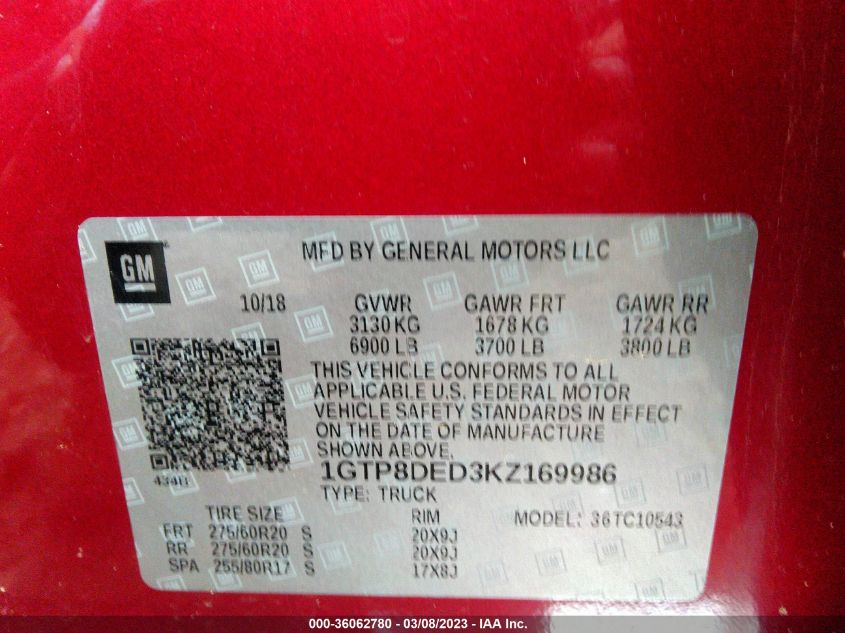 GM
MFD BY GENERAL MOTORS LLC
10/18 GVWR GAWR FRT GAWR RR
3130 KG 1678 KG 1724 KG
6900 LB 3700 LB 3800 LB
THIS VEHICLE CONFORMS TO ALL
APPLICABLE U.S. FEDERAL MOTOR
VEHICLE SAFETY STANDARDS IN EFFECT
ON THE DATE OF MANUFACTURE
SHOWN ABOVE.
1GTP8DED3KZ169986
TYPE: TRUCK
TIRE SIZE RIM MODEL: 36TC10543
FRT 275/60R20 S 20X9J
RR 275/60R20 S 20X9J
SPA 255/80R17 S 17X8J
000-36062780 - 03/08/2023 - IAA Inc.